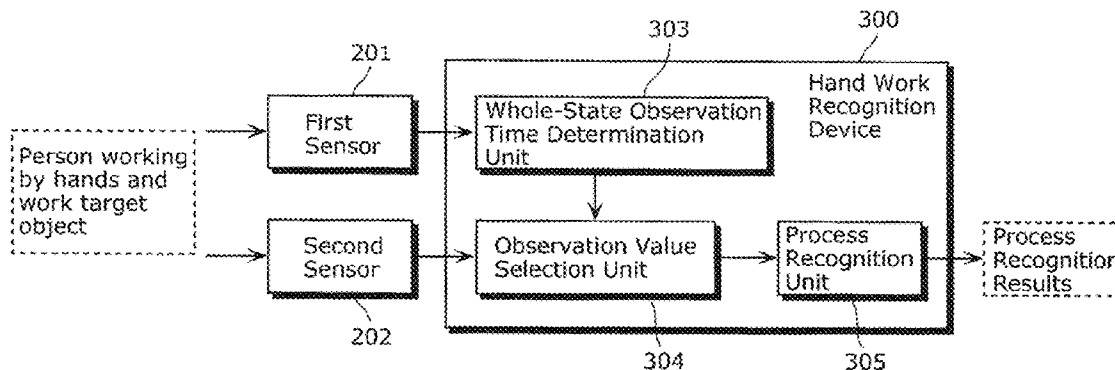 300
303
201
Hand Work
Recognition
Device
First
Sensor
Whole-State Observation
Time Determination
Unit
Person working
by hands and
work target
object
Second
Sensor
Observation Value
Selection Unit
Process
Recognition
Unit
Process
Recognition
Results
202
304
305